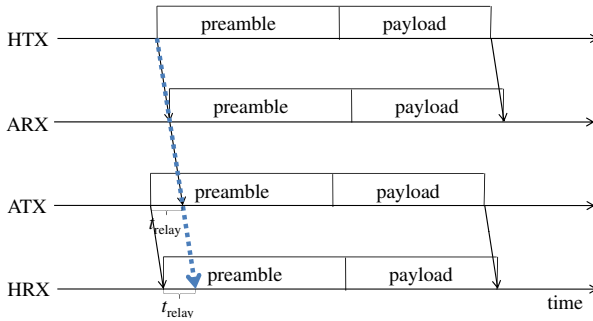 HTX preamble payload
ARX preamble payload
ATX preamble payload
t_relay
HRX preamble payload
time
t_relay